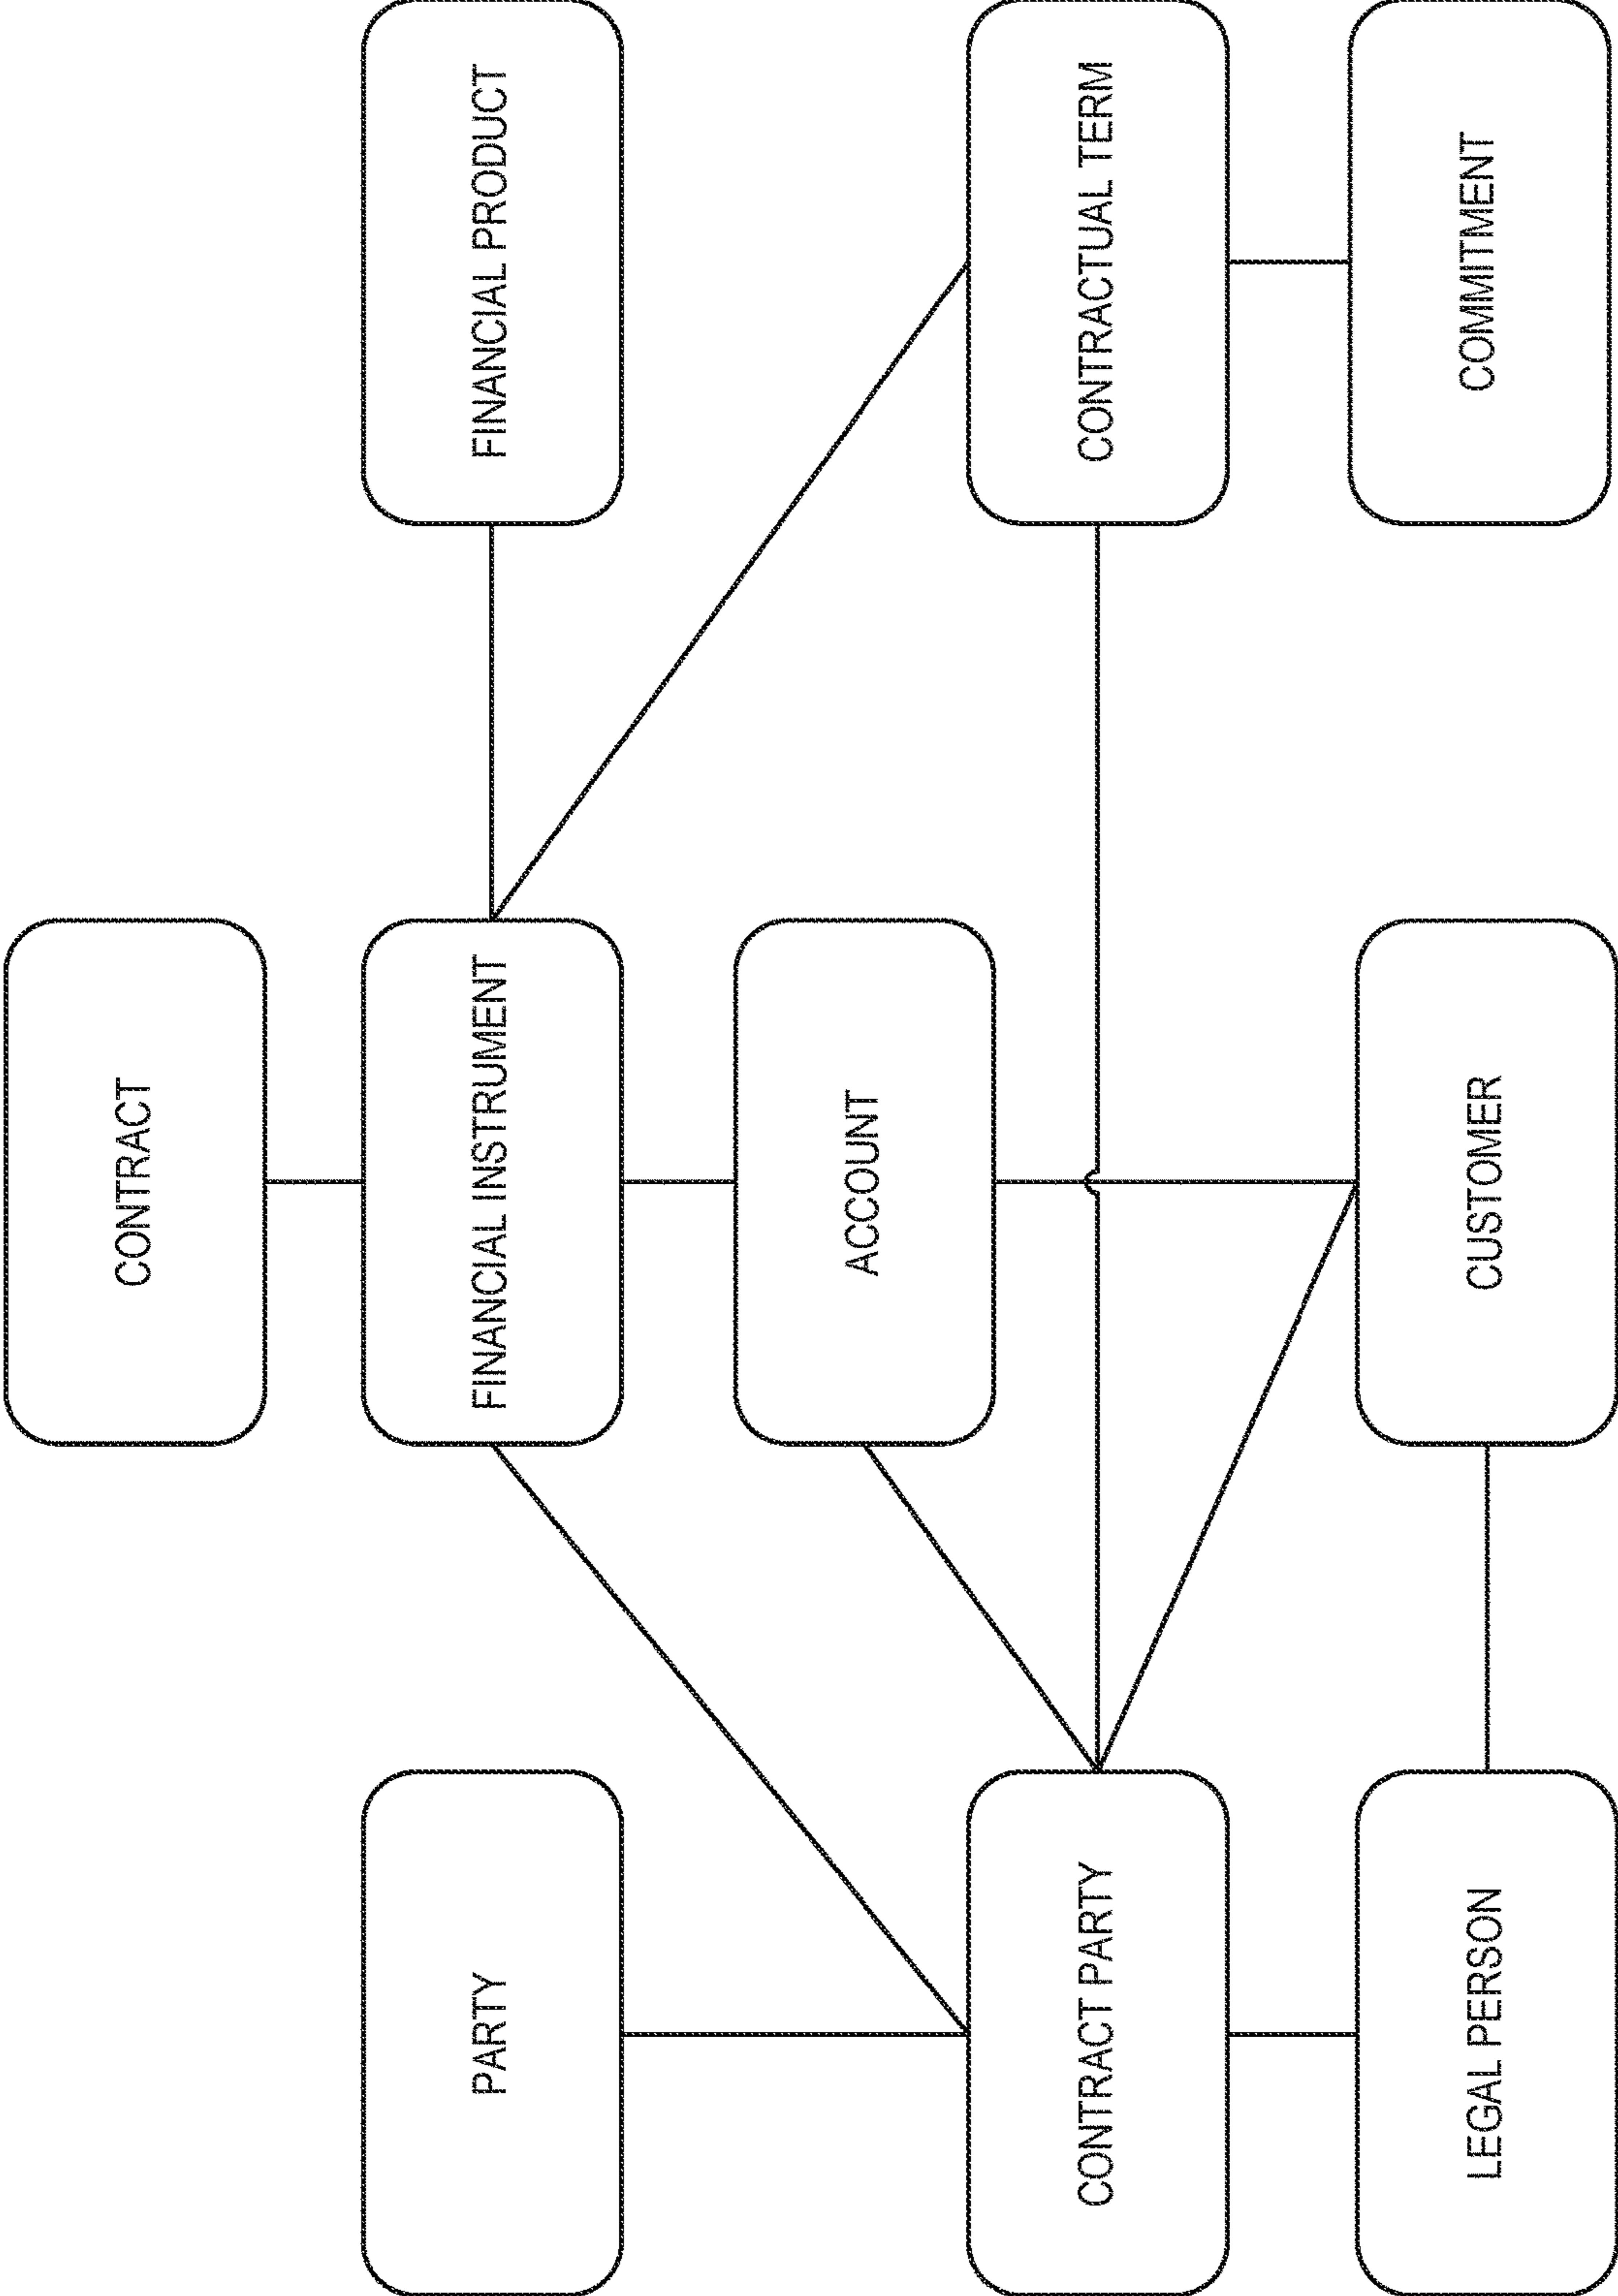 CONTRACT
PARTY
FINANCIAL INSTRUMENT
FINANCIAL PRODUCT
ACCOUNT
CONTRACT PARTY
CONTRACTUAL TERM
LEGAL PERSON
CUSTOMER
COMMITMENT